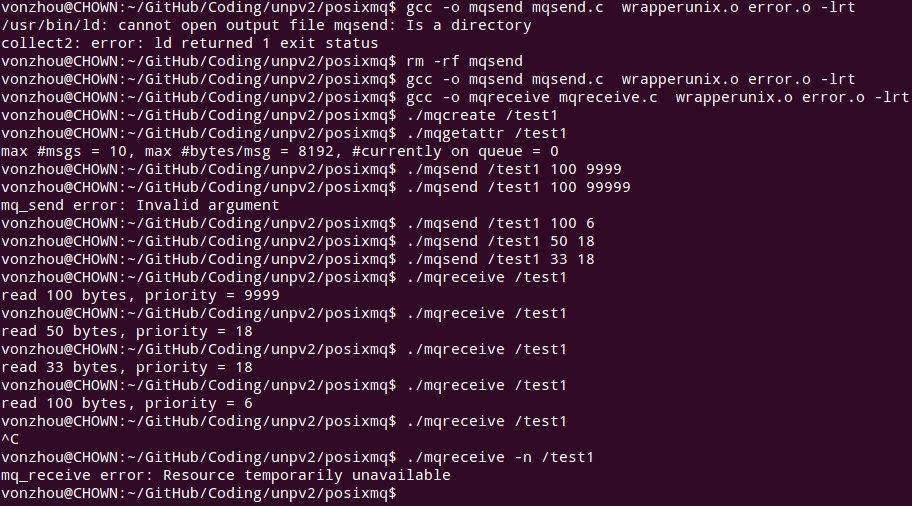 vonzhou@CHOWN:~/GitHub/Coding/unpv2/posixmq$ gcc -o mqsend mqsend.c  wrapperunix.o error.o -lrt
/usr/bin/ld: cannot open output file mqsend: Is a directory
collect2: error: ld returned 1 exit status
vonzhou@CHOWN:~/GitHub/Coding/unpv2/posixmq$ rm -rf mqsend
vonzhou@CHOWN:~/GitHub/Coding/unpv2/posixmq$ gcc -o mqsend mqsend.c  wrapperunix.o error.o -lrt
vonzhou@CHOWN:~/GitHub/Coding/unpv2/posixmq$ gcc -o mqreceive mqreceive.c  wrapperunix.o error.o -lrt
vonzhou@CHOWN:~/GitHub/Coding/unpv2/posixmq$ ./mqcreate /test1
vonzhou@CHOWN:~/GitHub/Coding/unpv2/posixmq$ ./mqgetattr /test1
max #msgs = 10, max #bytes/msg = 8192, #currently on queue = 0
vonzhou@CHOWN:~/GitHub/Coding/unpv2/posixmq$ ./mqsend /test1 100 9999
vonzhou@CHOWN:~/GitHub/Coding/unpv2/posixmq$ ./mqsend /test1 100 99999
mq_send error: Invalid argument
vonzhou@CHOWN:~/GitHub/Coding/unpv2/posixmq$ ./mqsend /test1 100 6
vonzhou@CHOWN:~/GitHub/Coding/unpv2/posixmq$ ./mqsend /test1 50 18
vonzhou@CHOWN:~/GitHub/Coding/unpv2/posixmq$ ./mqsend /test1 33 18
vonzhou@CHOWN:~/GitHub/Coding/unpv2/posixmq$ ./mqreceive /test1
read 100 bytes, priority = 9999
vonzhou@CHOWN:~/GitHub/Coding/unpv2/posixmq$ ./mqreceive /test1
read 50 bytes, priority = 18
vonzhou@CHOWN:~/GitHub/Coding/unpv2/posixmq$ ./mqreceive /test1
read 33 bytes, priority = 18
vonzhou@CHOWN:~/GitHub/Coding/unpv2/posixmq$ ./mqreceive /test1
read 100 bytes, priority = 6
vonzhou@CHOWN:~/GitHub/Coding/unpv2/posixmq$ ./mqreceive /test1
^C
vonzhou@CHOWN:~/GitHub/Coding/unpv2/posixmq$ ./mqreceive -n /test1
mq_receive error: Resource temporarily unavailable
vonzhou@CHOWN:~/GitHub/Coding/unpv2/posixmq$